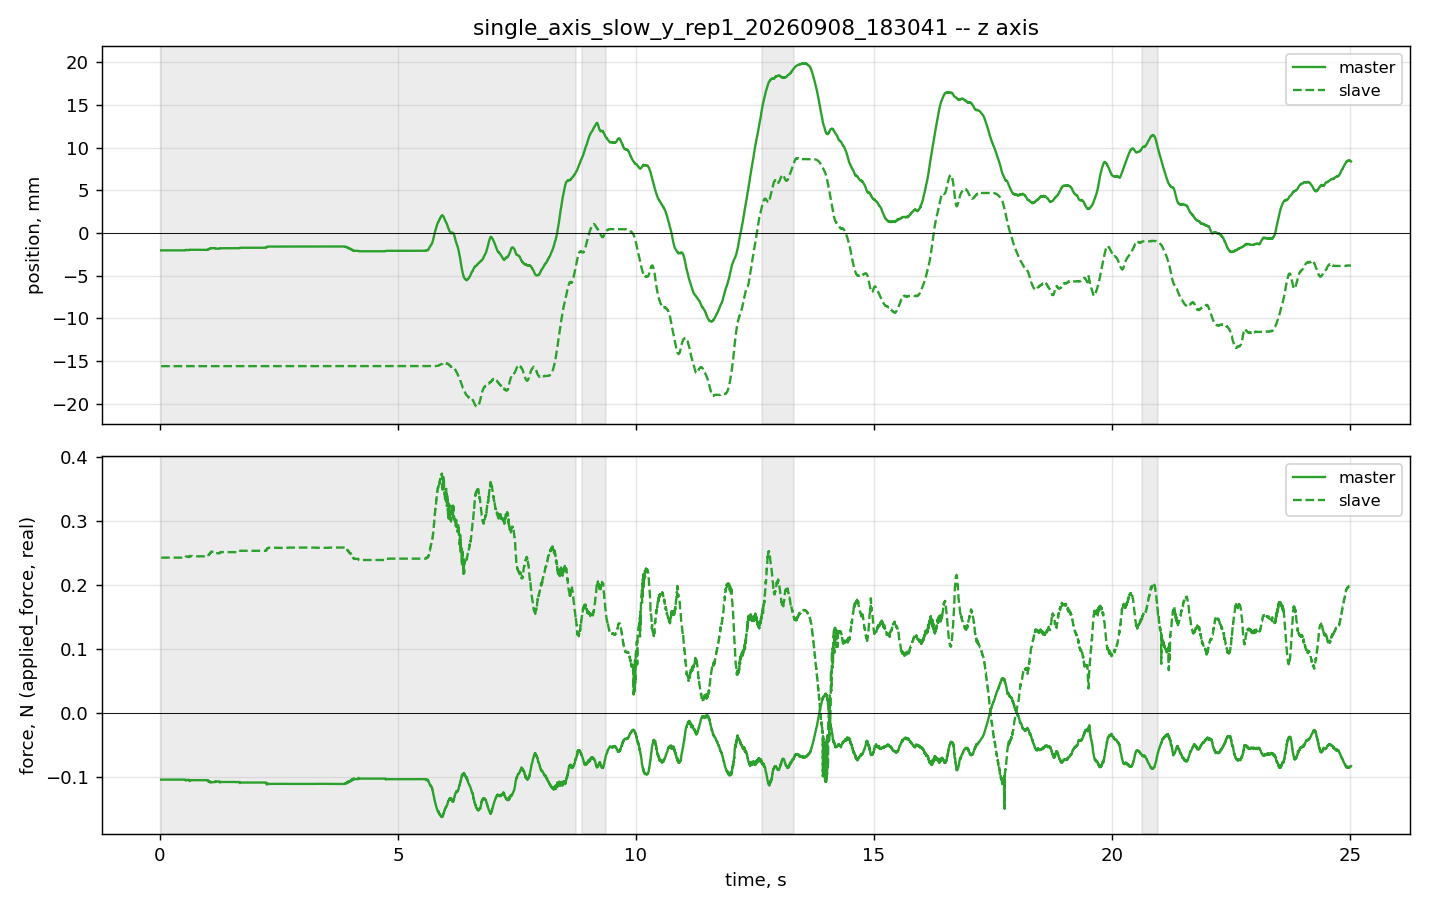 single_axis_slow_y_rep1_20260908_183041 -- z axis
position, mm
20
15
10
5
0
−5
−10
−15
−20
master
slave
force, N (applied_force, real)
0.4
0.3
0.2
0.1
0.0
−0.1
master
slave
0 5 10 15 20 25
time, s